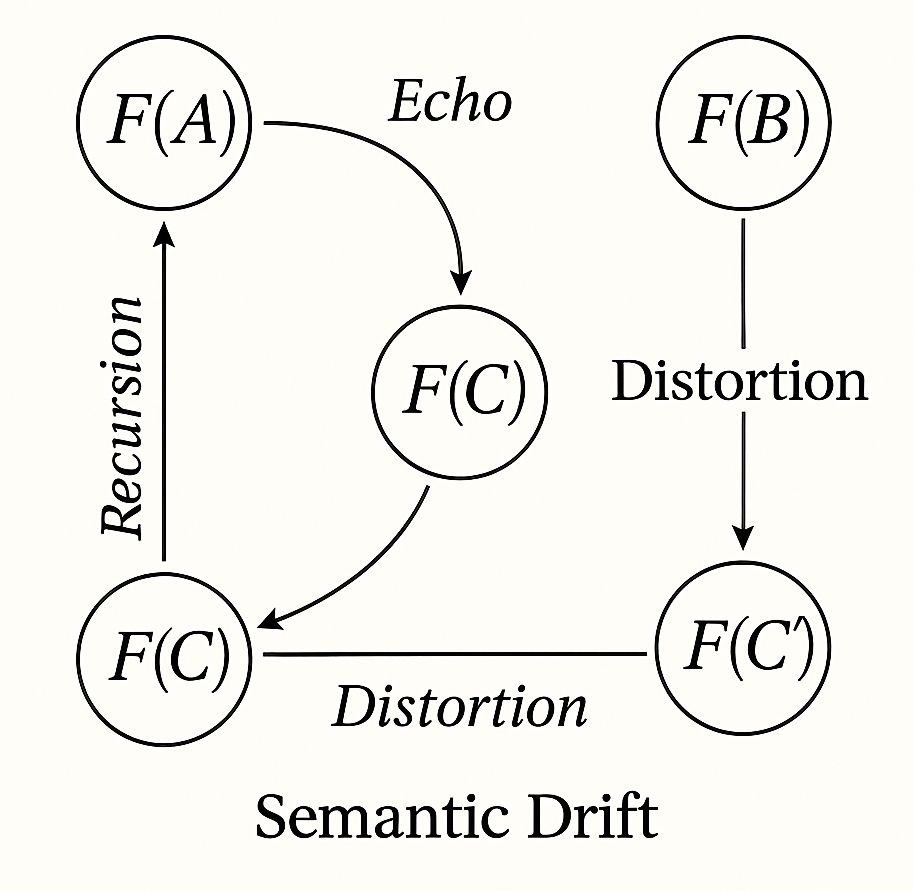 F(A)
Echo
F(B)
Recursion
F(C)
Distortion
F(C)
F(C′)
Distortion
Semantic Drift